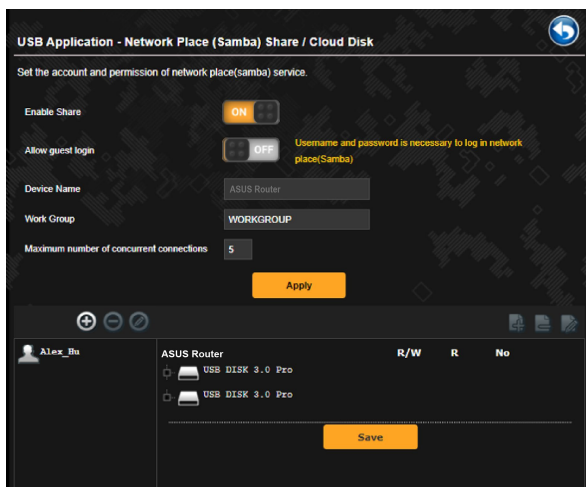 USB Application - Network Place (Samba) Share / Cloud Disk
Set the account and permission of network place(samba) service.
Enable Share
ON
Allow guest login
OFF
Username and password is necessary to log in network
place(Samba)
Device Name
ASUS Router
Work Group
WORKGROUP
Maximum number of concurrent connections
5
Apply
Alex_Hu
ASUS Router R/W R No
USB DISK 3.0 Pro
USB DISK 3.0 Pro
Save